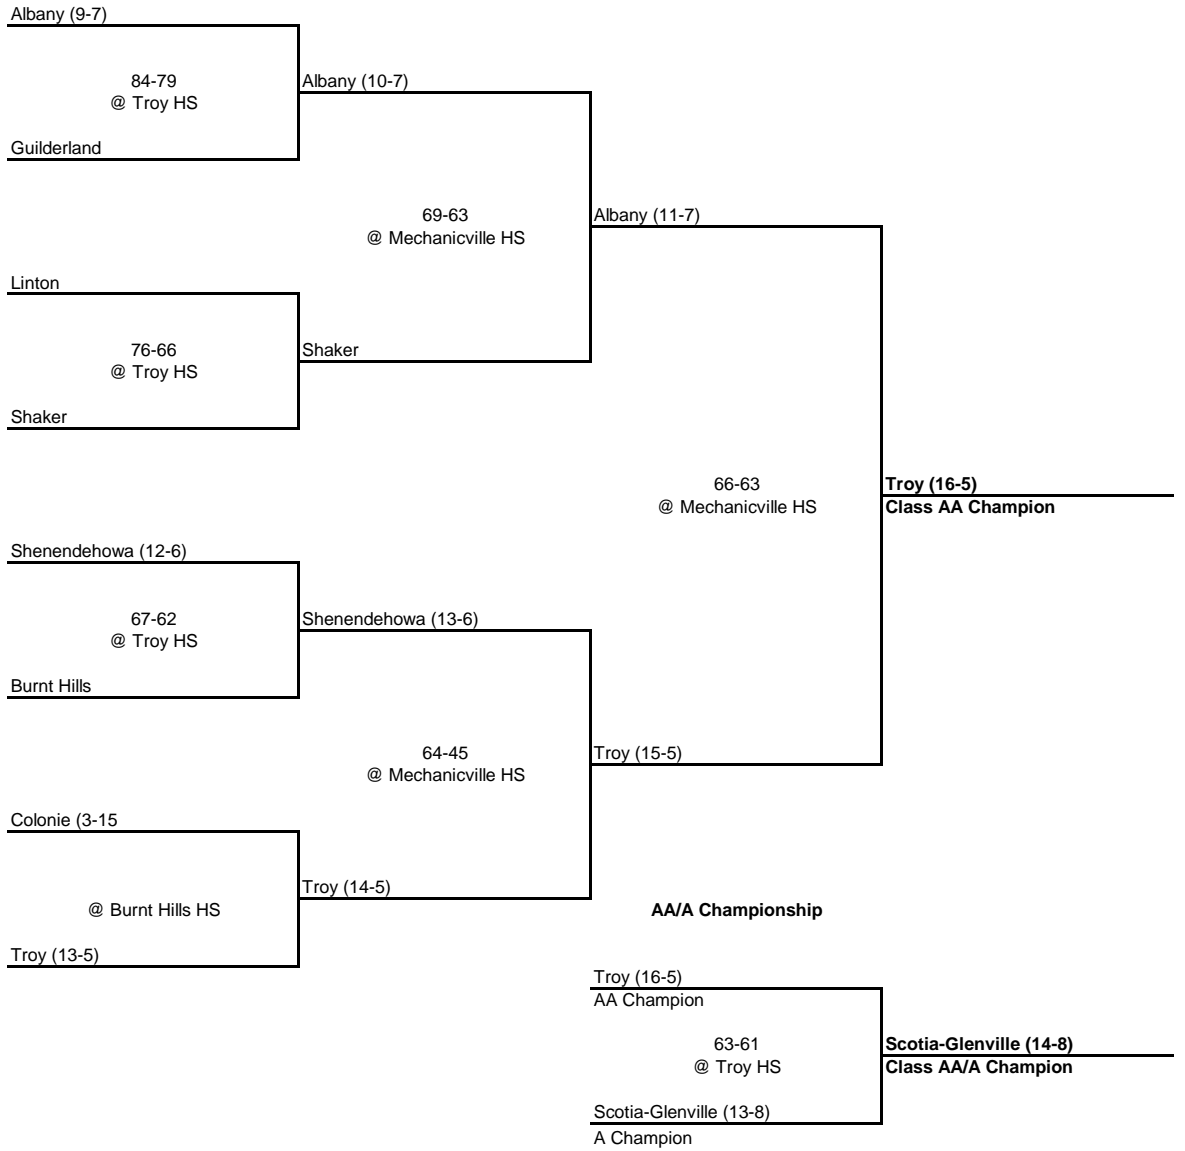 Albany (9-7)
84-79
@ Troy HS
Albany (10-7)
Guilderland
69-63
@ Mechanicville HS
Albany (11-7)
Linton
76-66
@ Troy HS
Shaker
Shaker
66-63
@ Mechanicville HS
Troy (16-5)
Class AA Champion
Shenendehowa (12-6)
67-62
@ Troy HS
Shenendehowa (13-6)
Burnt Hills
64-45
@ Mechanicville HS
Troy (15-5)
Colonie (3-15
@ Burnt Hills HS
Troy (14-5)
Troy (13-5)
AA/A Championship
Troy (16-5)
AA Champion
63-61
@ Troy HS
Scotia-Glenville (14-8)
Class AA/A Champion
Scotia-Glenville (13-8)
A Champion